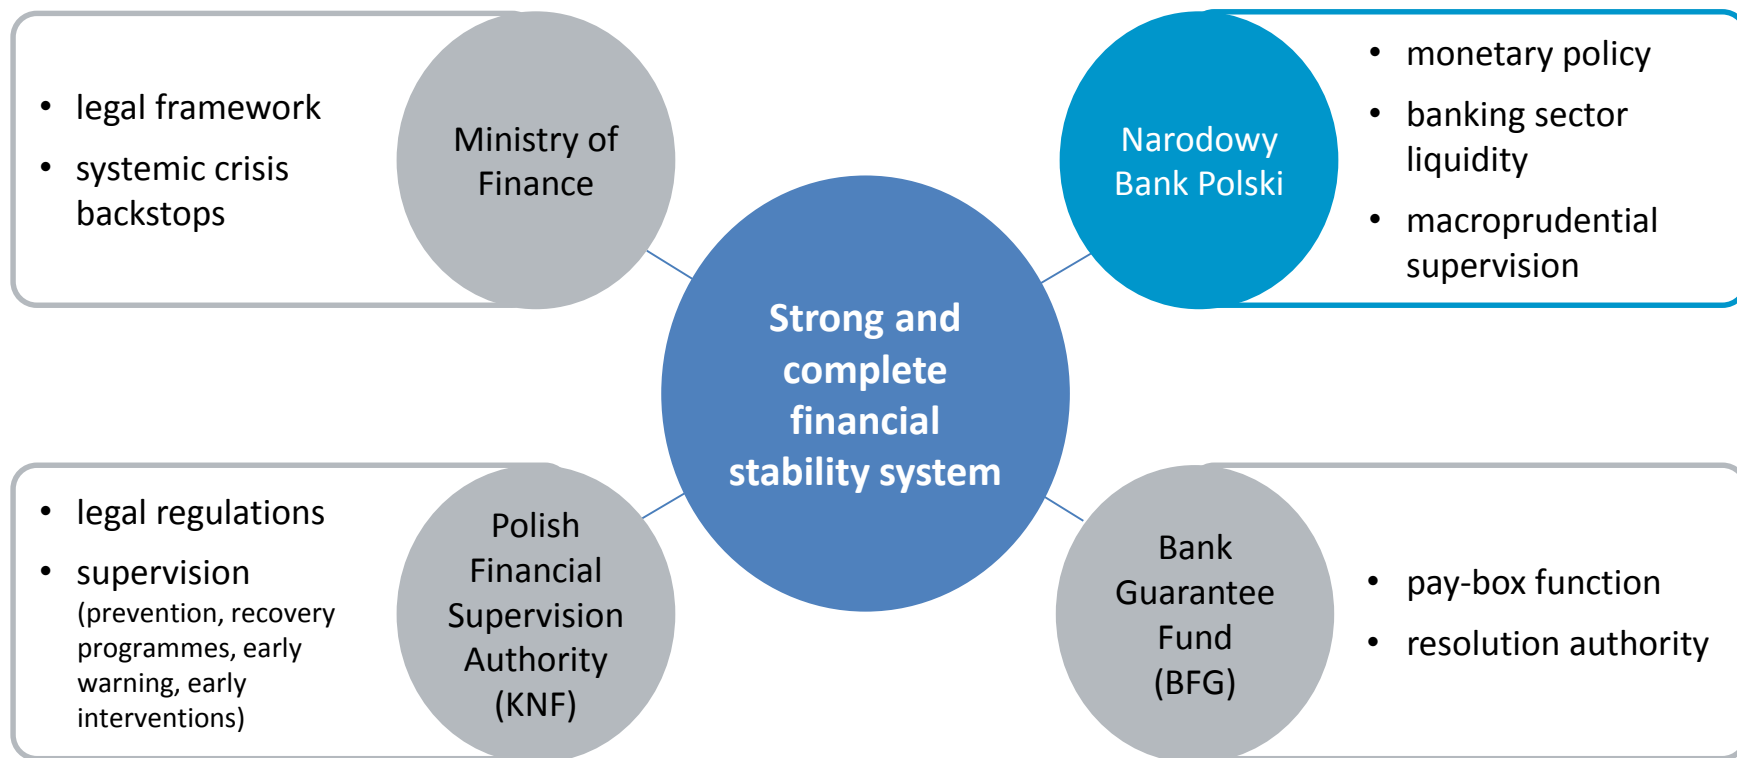 • legal framework
• systemic crisis
backstops
Ministry of
Finance
Narodowy
Bank Polski
• monetary policy
• banking sector
liquidity
• macroprudential
supervision
Strong and
complete
financial
stability system
• legal regulations
• supervision
(prevention, recovery
programmes, early
warning, early
interventions)
Polish
Financial
Supervision
Authority
(KNF)
Bank
Guarantee
Fund
(BFG)
• pay-box function
• resolution authority